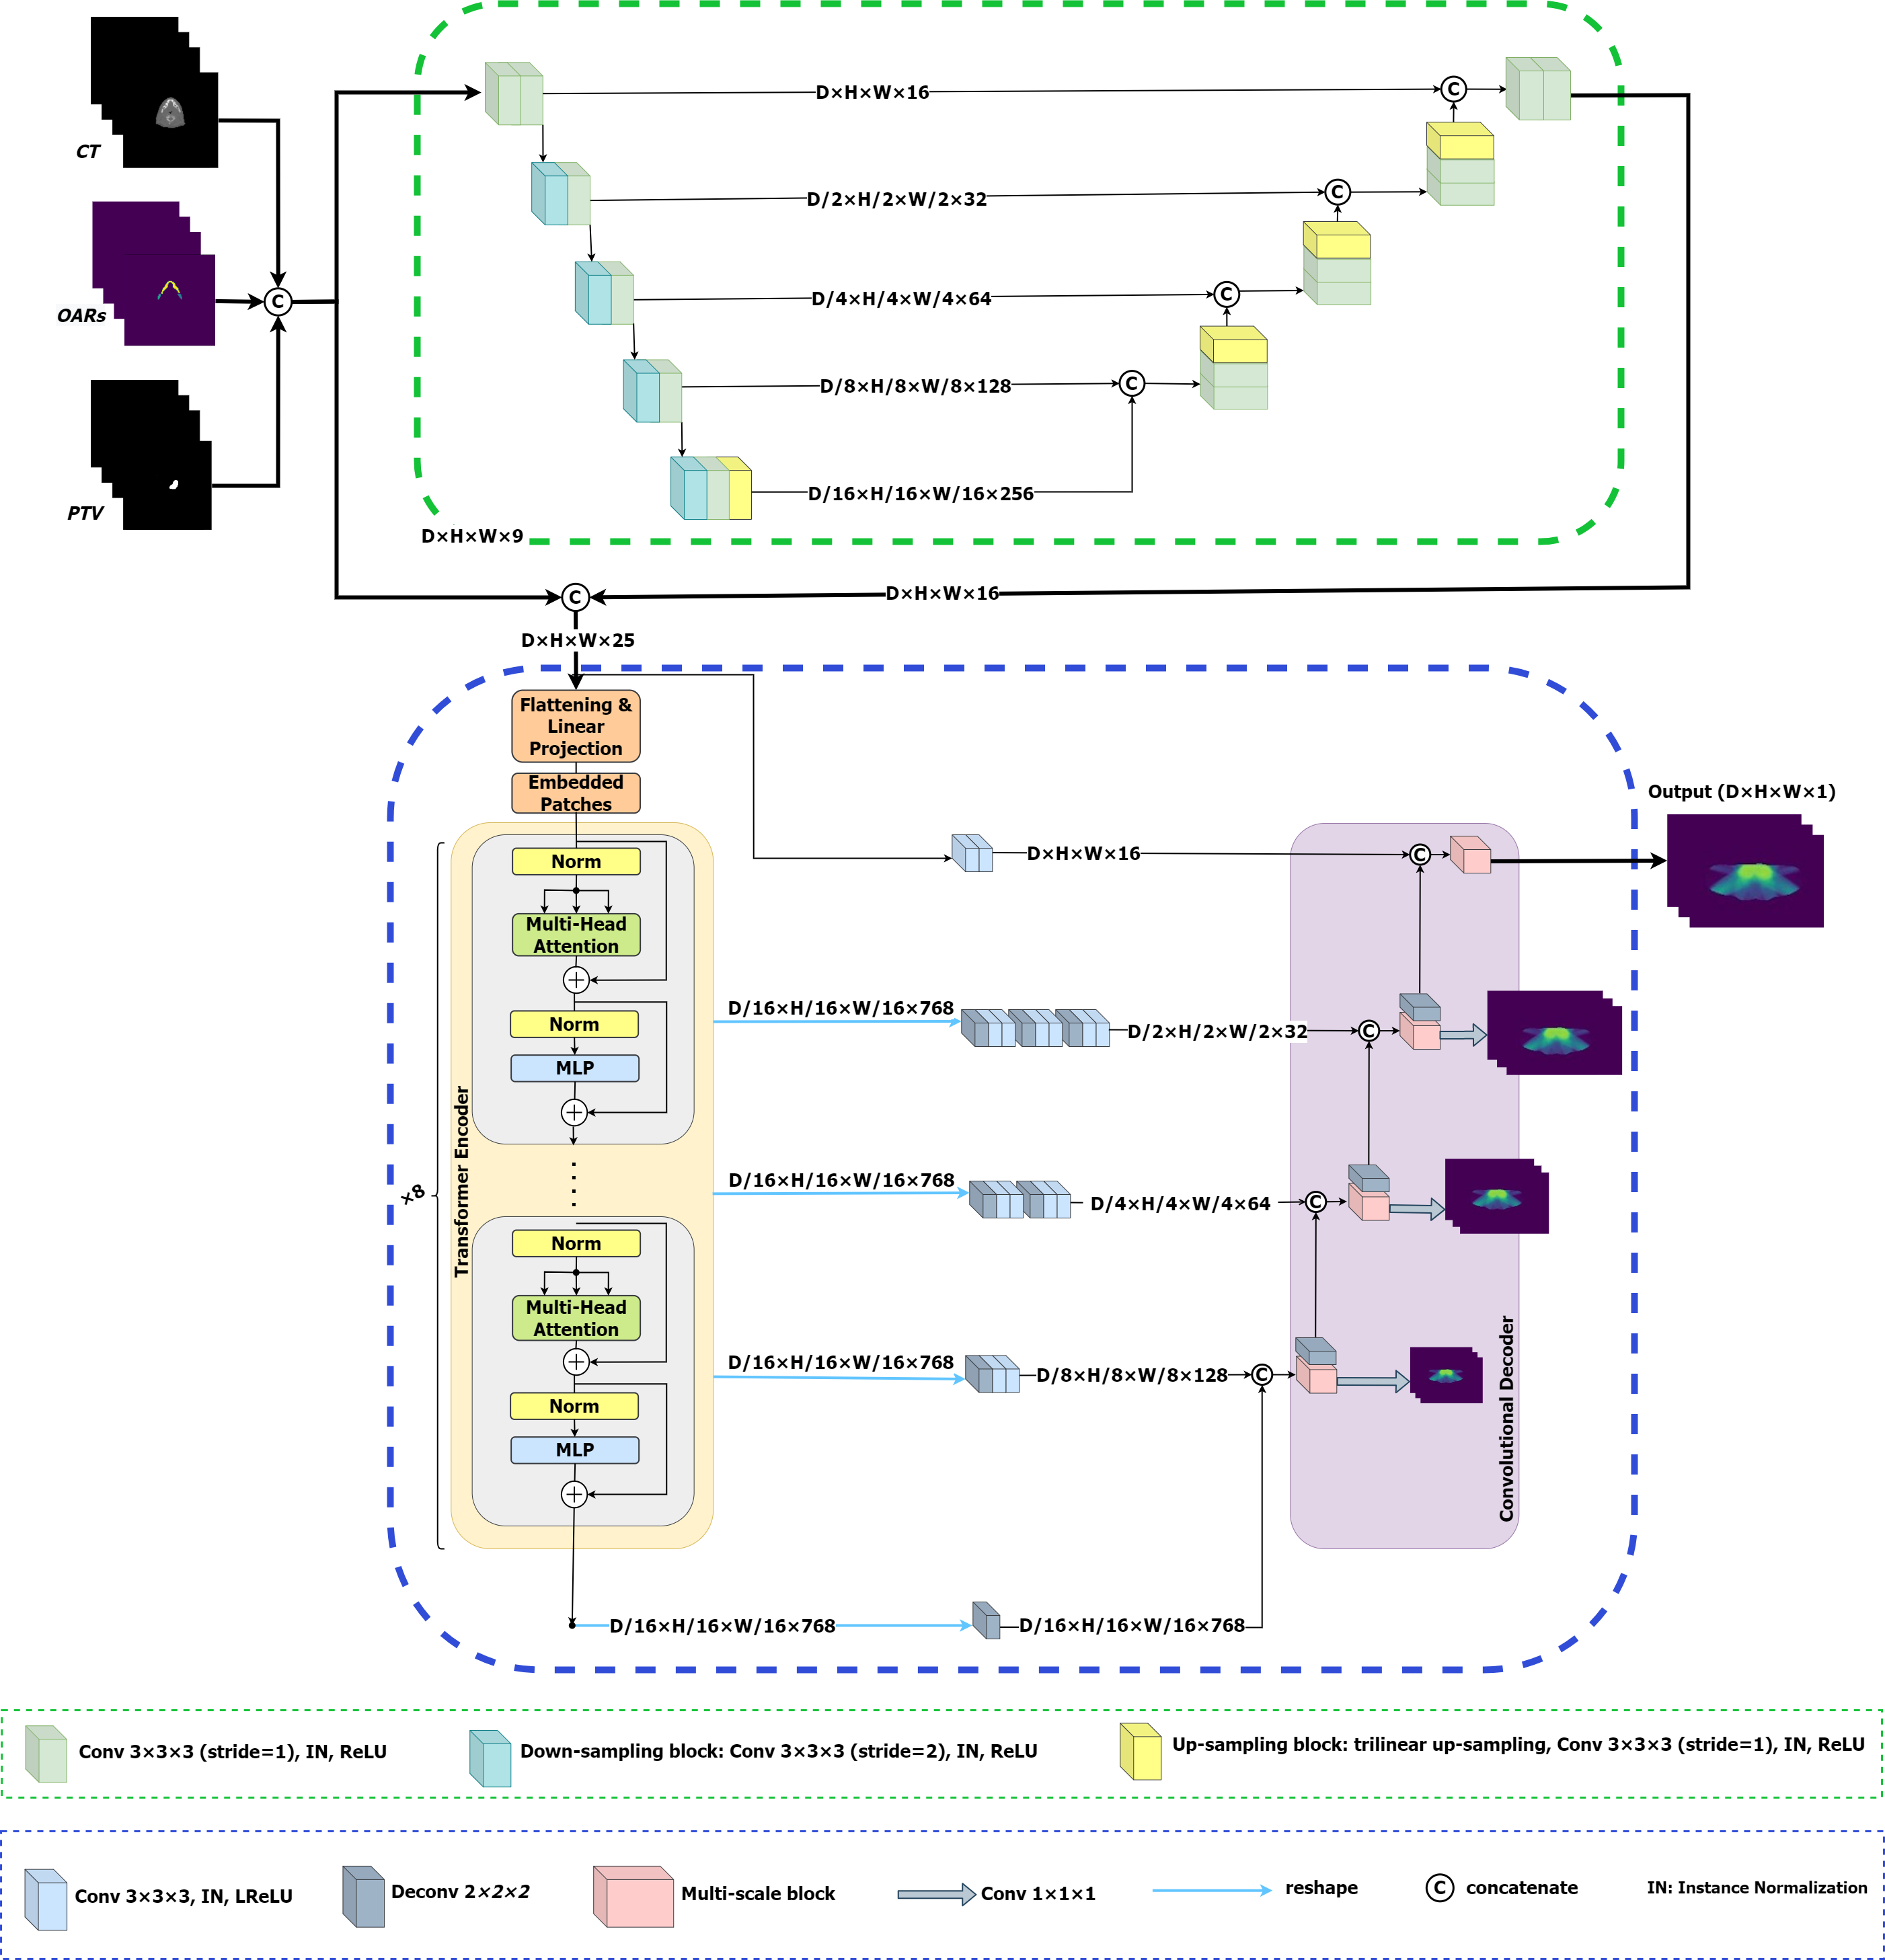 CT
OARs
PTV
C
D×H×W×16
C
D/2×H/2×W/2×32
C
D/4×H/4×W/4×64
C
D/8×H/8×W/8×128
C
D/16×H/16×W/16×256
D×H×W×9
C
D×H×W×16
D×H×W×25
Flattening &
Linear
Projection
Embedded
Patches
Output (D×H×W×1)
Norm
D×H×W×16
C
Multi-Head
Attention
D/16×H/16×W/16×768
Norm
D/2×H/2×W/2×32
C
MLP
Transformer Encoder
×8
D/16×H/16×W/16×768
D/4×H/4×W/4×64
C
Norm
Multi-Head
Attention
D/16×H/16×W/16×768
D/8×H/8×W/8×128
C
Norm
MLP
Convolutional Decoder
D/16×H/16×W/16×768
D/16×H/16×W/16×768
Conv 3×3×3 (stride=1), IN, ReLU
Down-sampling block: Conv 3×3×3 (stride=2), IN, ReLU
Up-sampling block: trilinear up-sampling, Conv 3×3×3 (stride=1), IN, ReLU
Conv 3×3×3, IN, LReLU
Deconv 2×2×2
Multi-scale block
Conv 1×1×1
reshape
C concatenate
IN: Instance Normalization